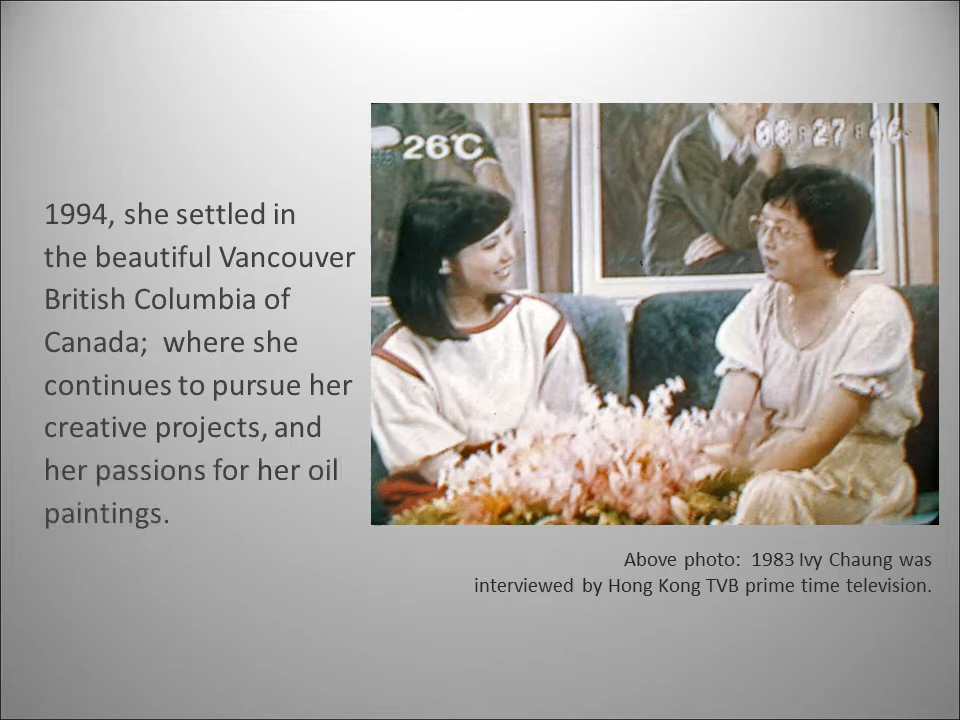 1994, she settled in
the beautiful Vancouver
British Columbia of
Canada; where she
continues to pursue her
creative projects, and
her passions for her oil
paintings.
26°C
Above photo: 1983 Ivy Chaung was
interviewed by Hong Kong TVB prime time television.